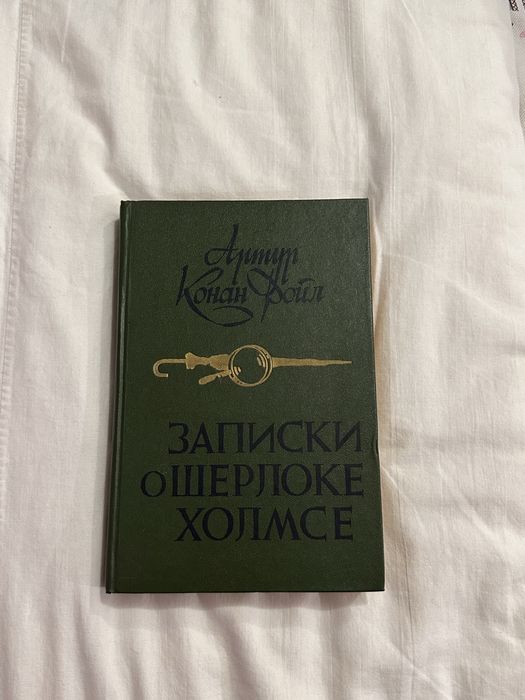 Артур
Конан Дойл
ЗАПИСКИ
О ШЕРЛОКЕ
ХОЛМСЕ